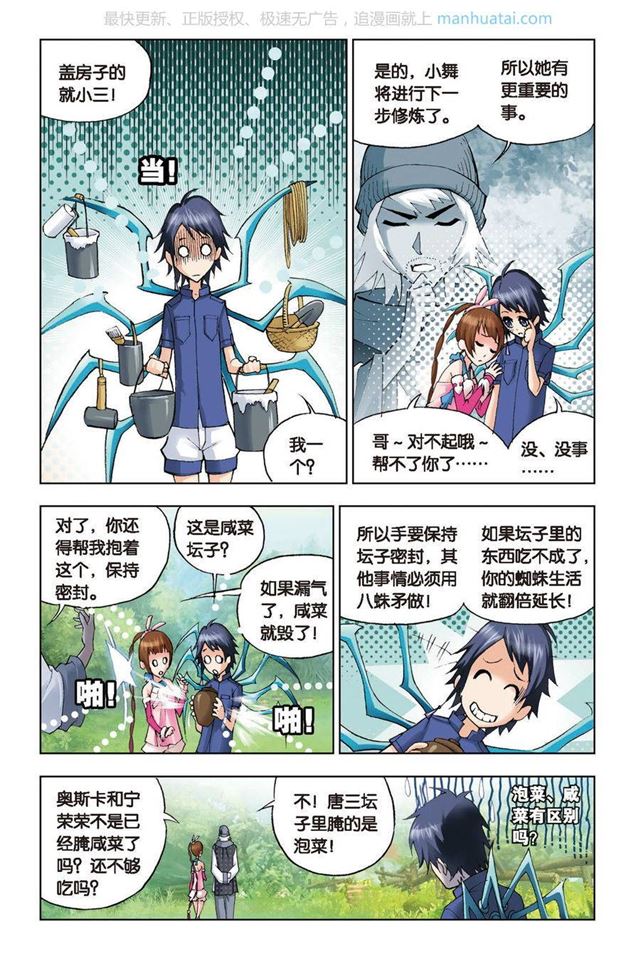 最快更新、正版授权、极速无广告，追漫画就上 manhuatai.com
盖房子的
就小三！
当！
我一
个？
是的，小舞
将进行下一
步修炼了。
所以她有
更重要的
事。
哥～对不起哦～
帮不了你了……
没、没事
……
对了，你还
得帮我抱着
这个，保持
密封。
这是咸菜
坛子？
如果漏气
了，咸菜
就毁了！
啪！
啪！
所以手要保持
坛子密封，其
他事情必须用
八蛛矛做！
如果坛子里的
东西吃不成了，
你的蜘蛛生活
就翻倍延长！
奥斯卡和宁
荣荣不是已
经腌咸菜了
吗？还不够
吃吗？
不！唐三坛
子里腌的是
泡菜！
泡菜、咸
菜有区别
吗？